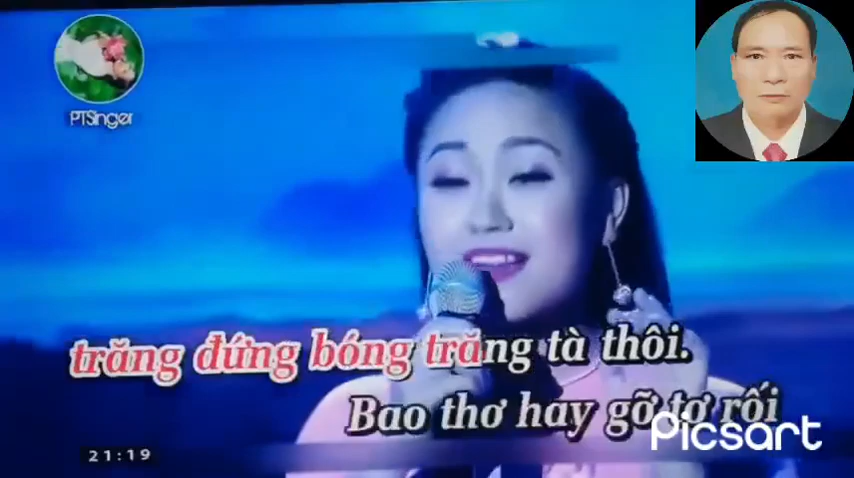 PTSinger
trăng đứng bóng trăng tà thôi.
Bao thơ hay gỡ tơ rối
Picsart
21:19